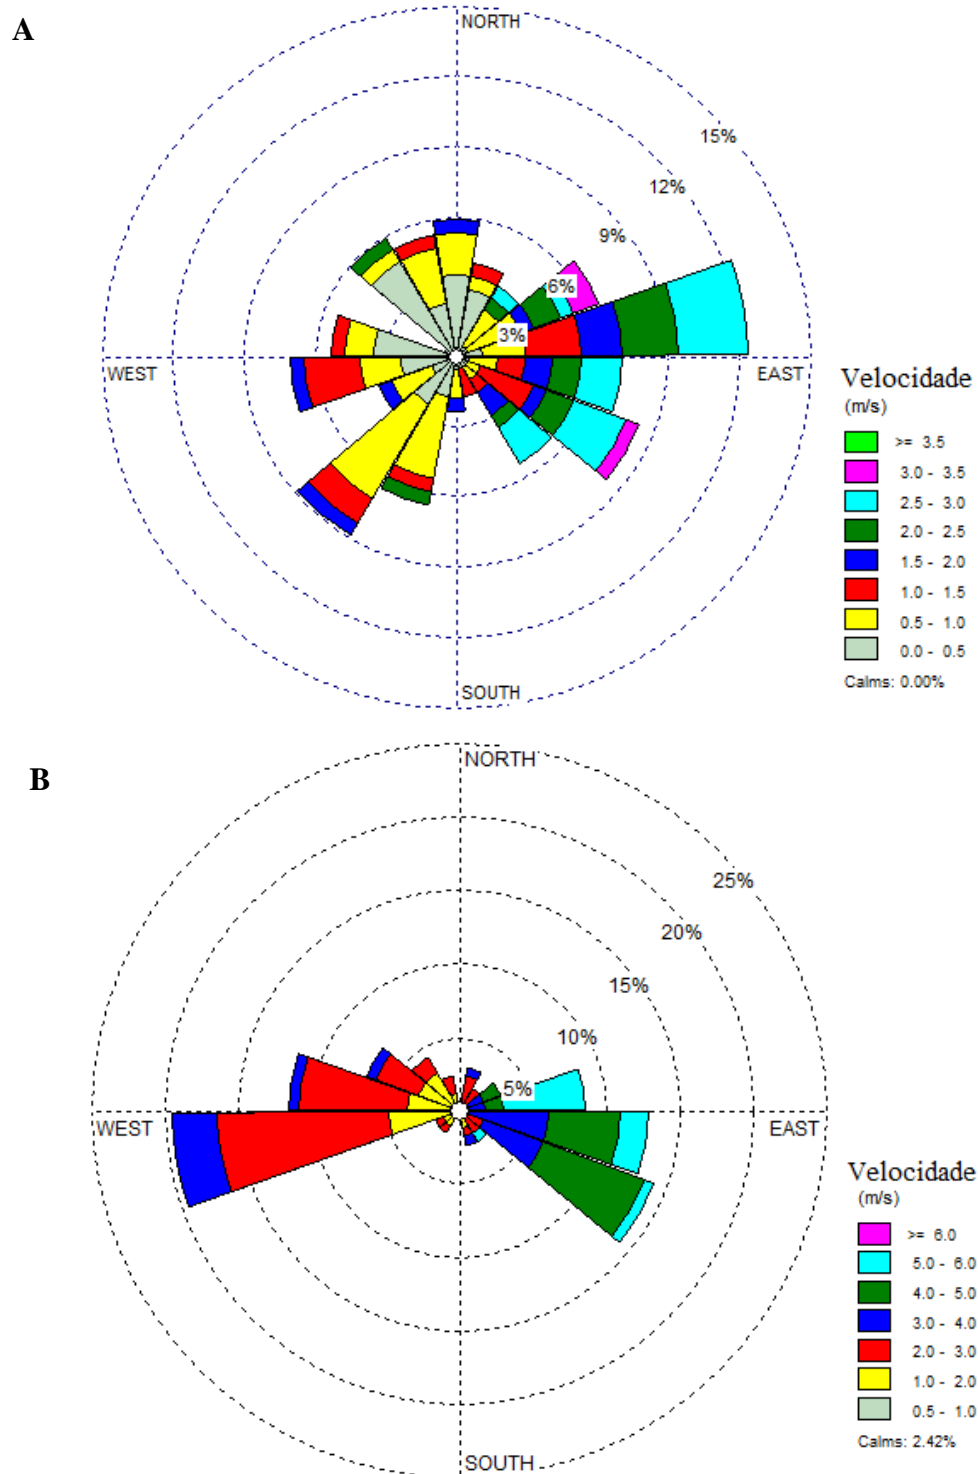 A
NORTH
15%
12%
9%
6%
3%
WEST
EAST
SOUTH
Velocidade
(m/s)
>= 3.5
3.0 - 3.5
2.5 - 3.0
2.0 - 2.5
1.5 - 2.0
1.0 - 1.5
0.5 - 1.0
0.0 - 0.5
Calms: 0.00%
B
NORTH
25%
20%
15%
10%
5%
WEST
EAST
SOUTH
Velocidade
(m/s)
>= 6.0
5.0 - 6.0
4.0 - 5.0
3.0 - 4.0
2.0 - 3.0
1.0 - 2.0
0.5 - 1.0
Calms: 2.42%